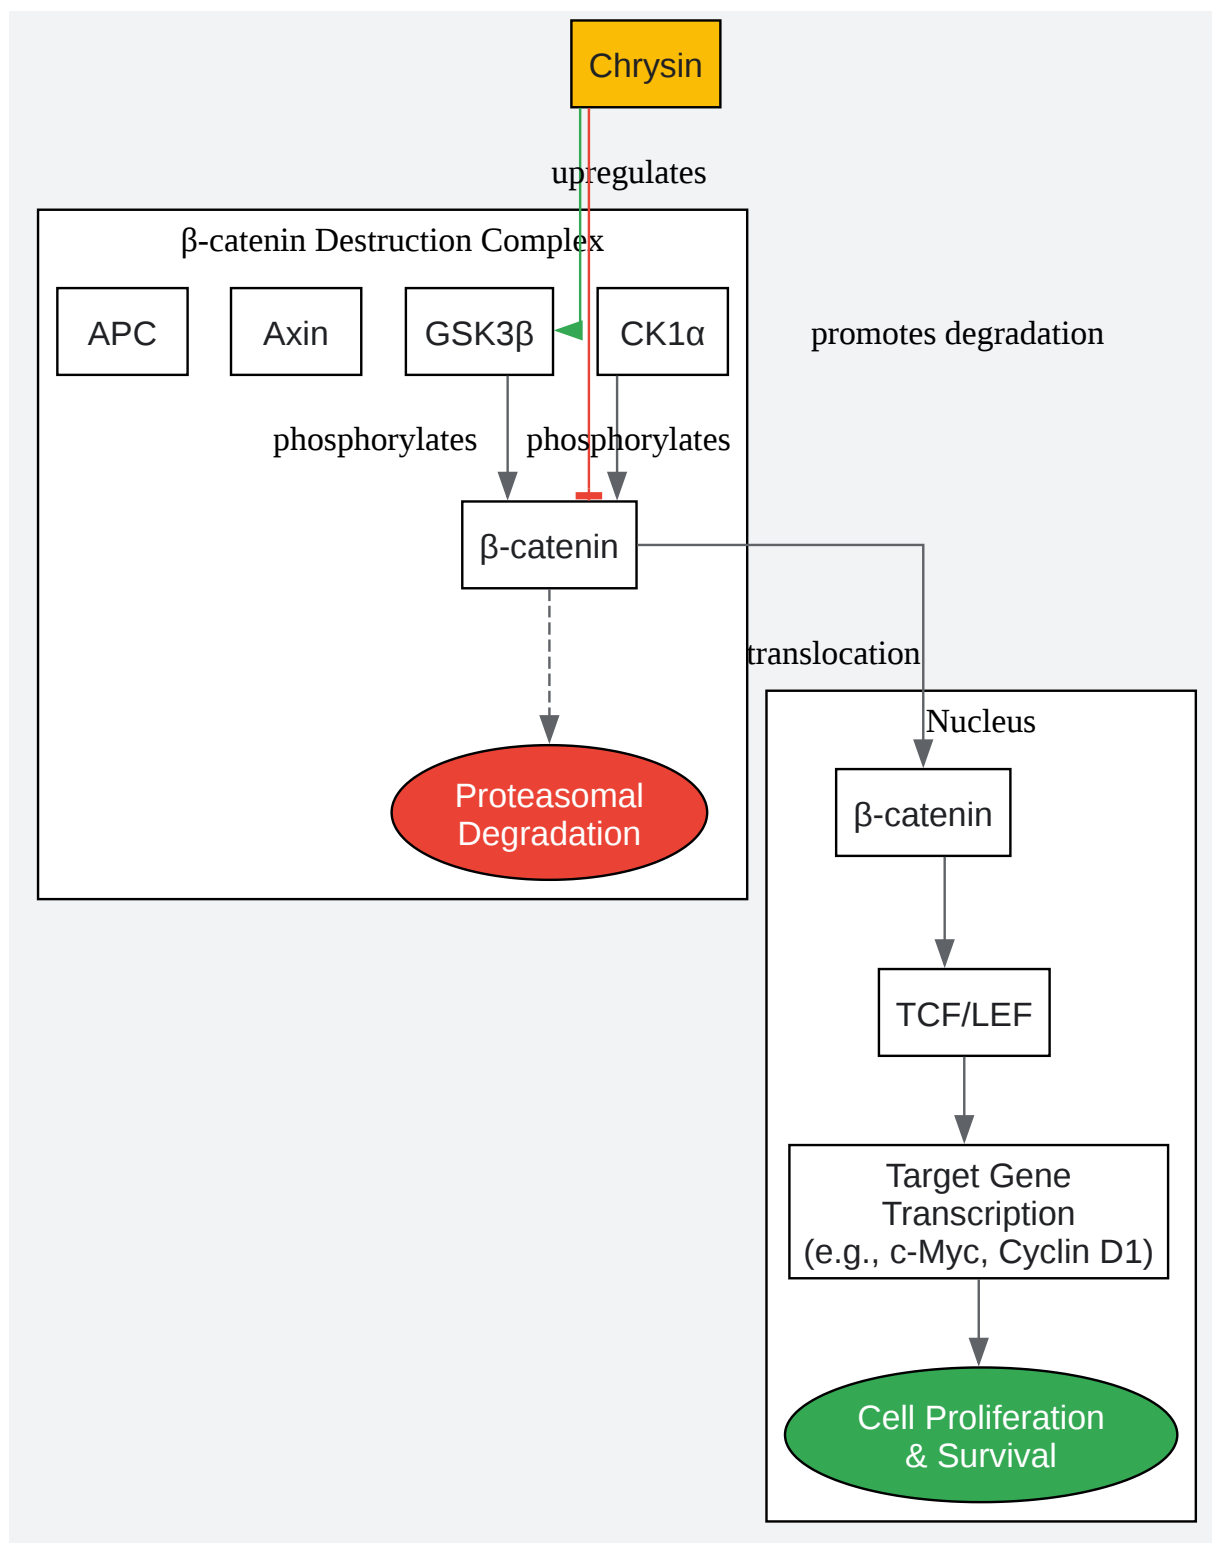 Chrysin
upregulates
β-catenin Destruction Complex
APC
Axin
GSK3β
CK1α
promotes degradation
phosphorylates
phosphorylates
β-catenin
translocation
Nucleus
Proteasomal
Degradation
β-catenin
TCF/LEF
Target Gene
Transcription
(e.g., c-Myc, Cyclin D1)
Cell Proliferation
& Survival